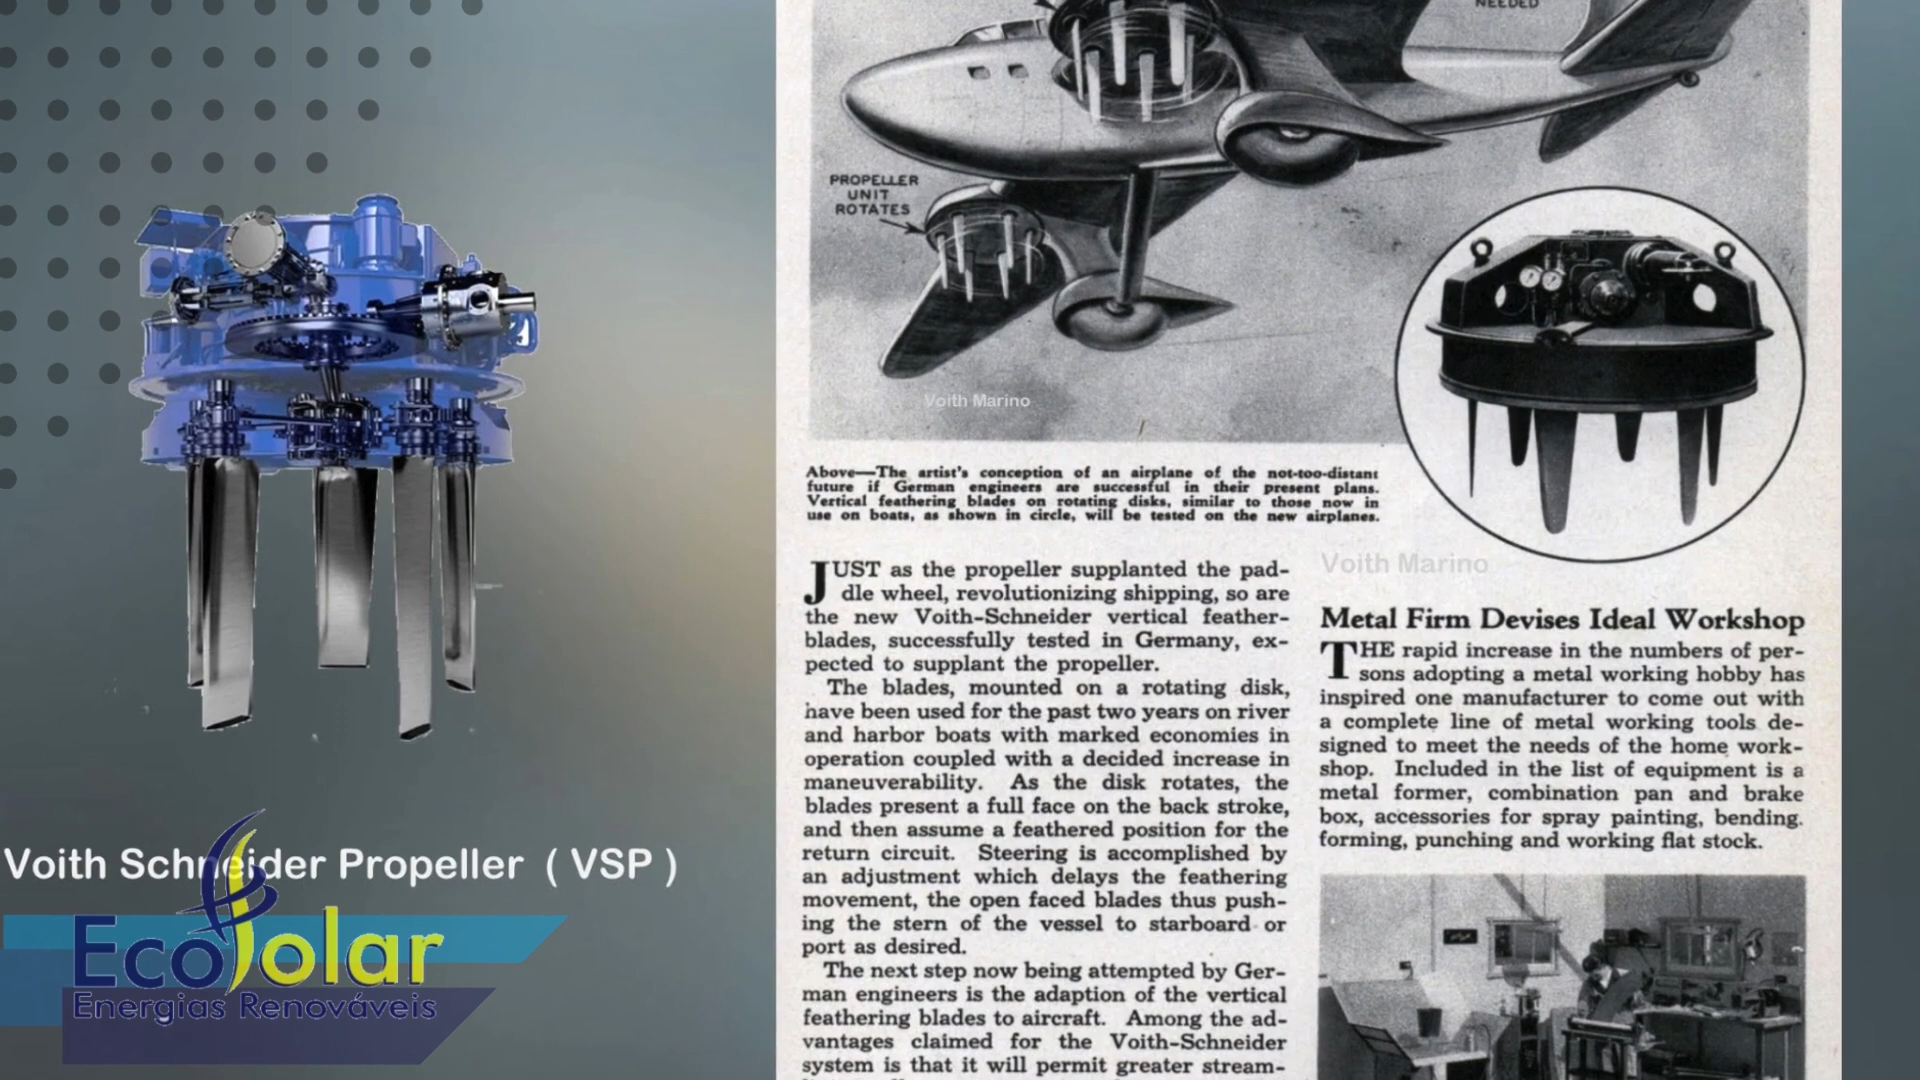 NEEDED
PROPELLER
UNIT
ROTATES
Voith Marino
Above—The artist's conception of an airplane of the not-too-distant
future if German engineers are successful in their present plans.
Vertical feathering blades on rotating disks, similar to those now in
use on boats, as shown in circle, will be tested on the new airplanes.
JUST as the propeller supplanted the pad-
dle wheel, revolutionizing shipping, so are
the new Voith-Schneider vertical feather-
blades, successfully tested in Germany, ex-
pected to supplant the propeller.
The blades, mounted on a rotating disk,
have been used for the past two years on river
and harbor boats with marked economies in
operation coupled with a decided increase in
maneuverability. As the disk rotates, the
blades present a full face on the back stroke,
and then assume a feathered position for the
return circuit. Steering is accomplished by
an adjustment which delays the feathering
movement, the open faced blades thus push-
ing the stern of the vessel to starboard or
port as desired.
The next step now being attempted by Ger-
man engineers is the adaption of the vertical
feathering blades to aircraft. Among the ad-
vantages claimed for the Voith-Schneider
system is that it will permit greater stream-
Voith Marino
Metal Firm Devises Ideal Workshop
THE rapid increase in the numbers of per-
sons adopting a metal working hobby has
inspired one manufacturer to come out with
a complete line of metal working tools de-
signed to meet the needs of the home work-
shop. Included in the list of equipment is a
metal former, combination pan and brake
box, accessories for spray painting, bending.
forming, punching and working flat stock.
Voith Schneider Propeller ( VSP )
EcoSolar
Energias Renováveis